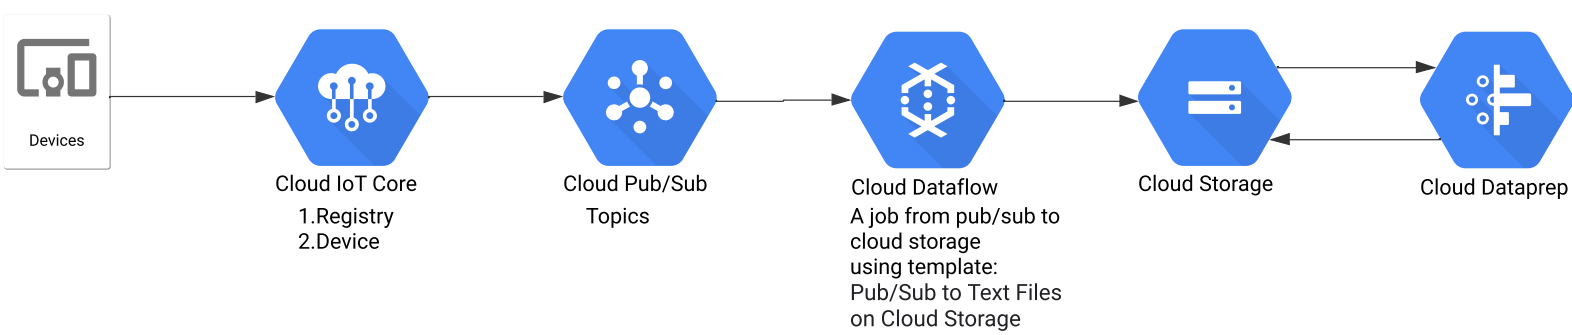 Devices
Cloud IoT Core
1.Registry
2.Device
Cloud Pub/Sub
Topics
Cloud Dataflow
A job from pub/sub to
cloud storage
using template:
Pub/Sub to Text Files
on Cloud Storage
Cloud Storage
Cloud Dataprep